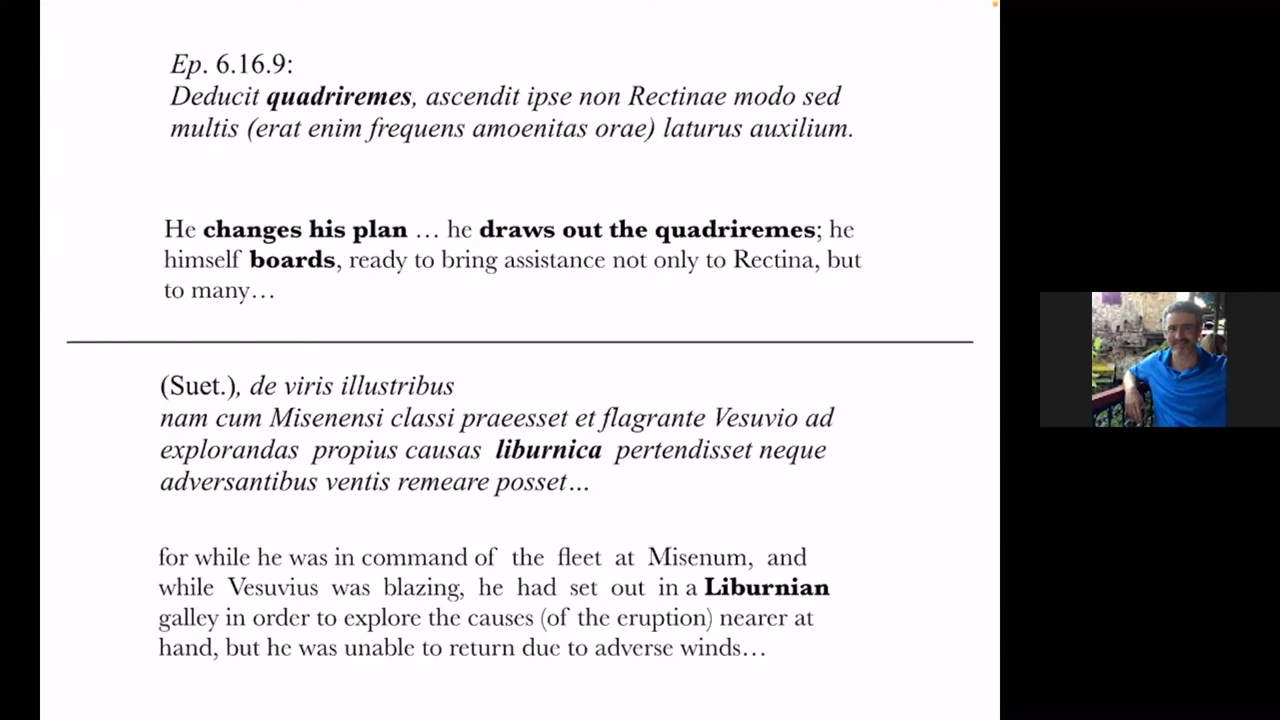 Ep. 6.16.9:
Deducit quadriremes, ascendit ipse non Rectinae modo sed
multis (erat enim frequens amoenitas orae) laturus auxilium.
He changes his plan … he draws out the quadriremes; he
himself boards, ready to bring assistance not only to Rectina, but
to many…
(Suet.), de viris illustribus
nam cum Misenensi classi praeesset et flagrante Vesuvio ad
explorandas propius causas liburnica pertendisset neque
adversantibus ventis remeare posset…
for while he was in command of the fleet at Misenum, and
while Vesuvius was blazing, he had set out in a Liburnian
galley in order to explore the causes (of the eruption) nearer at
hand, but he was unable to return due to adverse winds…